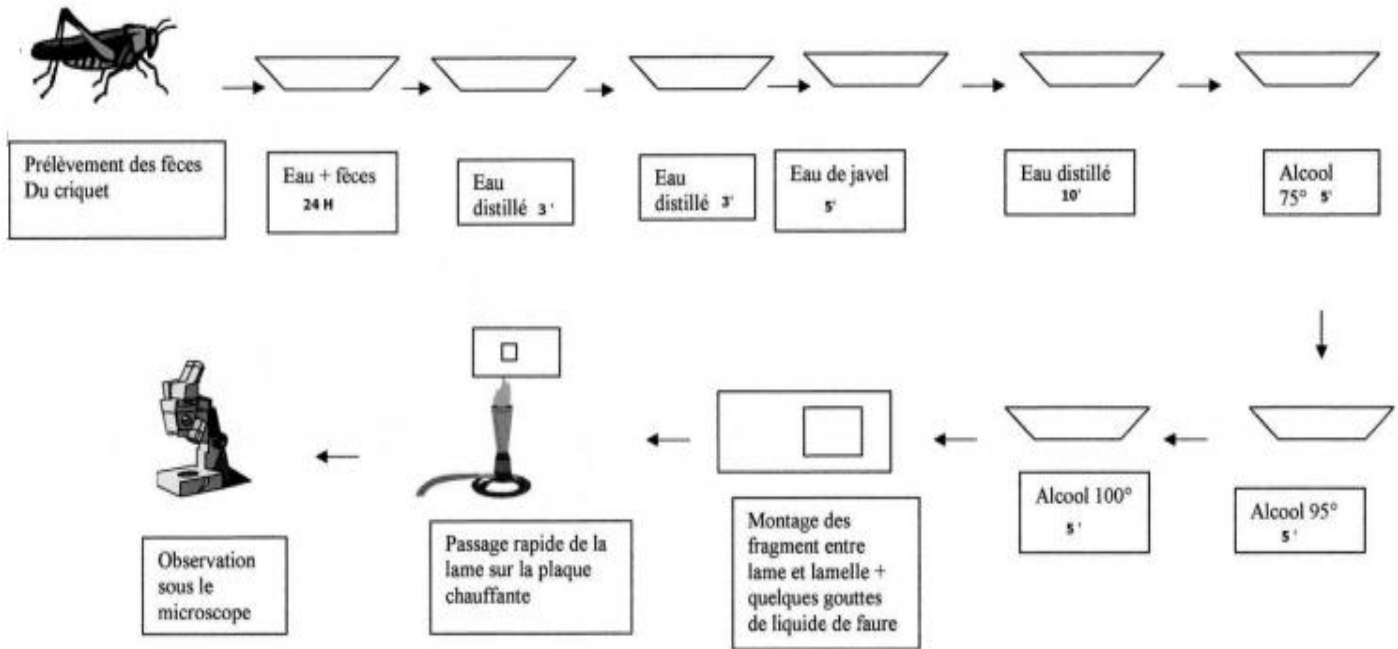 Prélèvement des fèces
Du criquet
Eau + fèces
24 H
Eau
distillé 3 '
Eau
distillé 3'
Eau de javel
5'
Eau distillé
10'
Alcool
75° 5'
Alcool 95°
5 '
Alcool 100°
5 '
Montage des
fragment entre
lame et lamelle +
quelques gouttes
de liquide de faure
Passage rapide de la
lame sur la plaque
chauffante
Observation
sous le
microscope